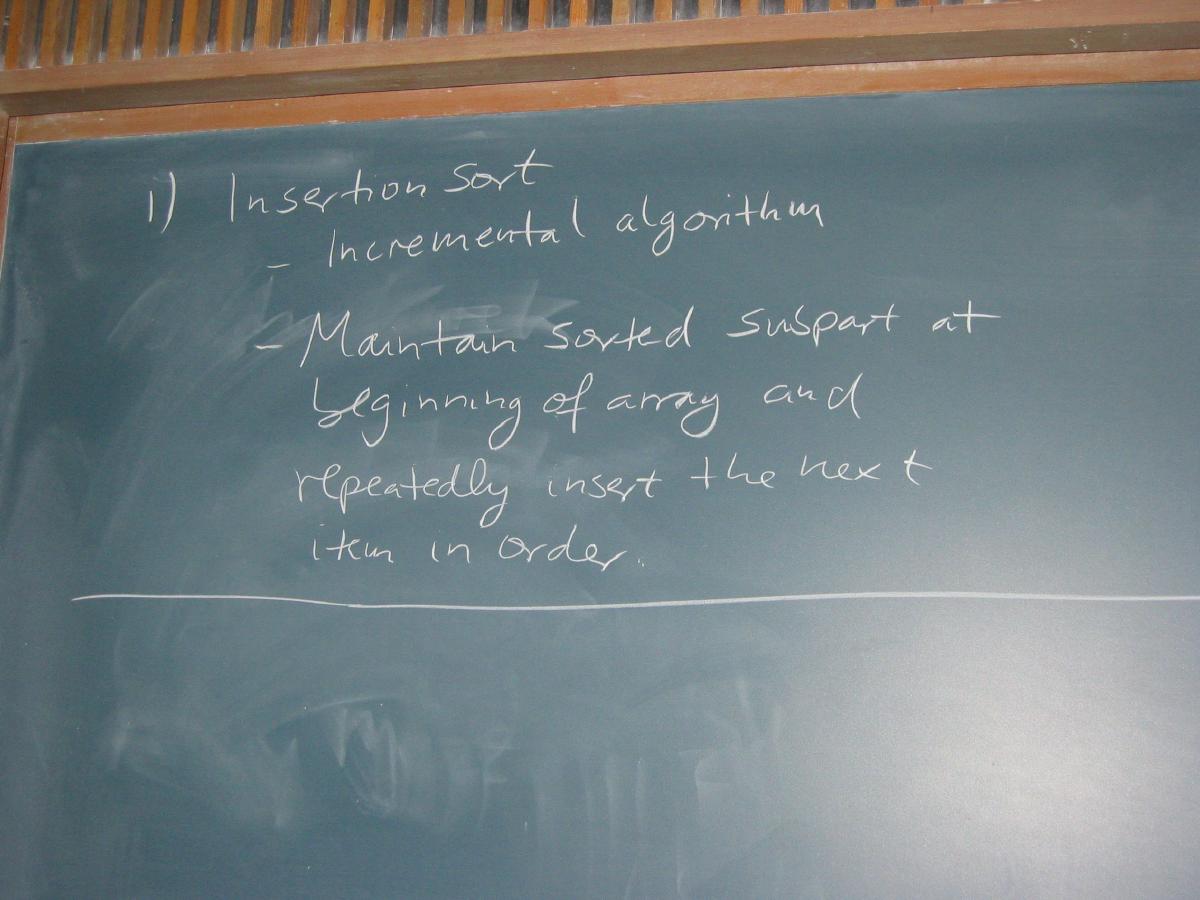 1) Insertion Sort
- Incremental algorithm
- Maintain sorted subpart at
beginning of array and
repeatedly insert the next
item in order.